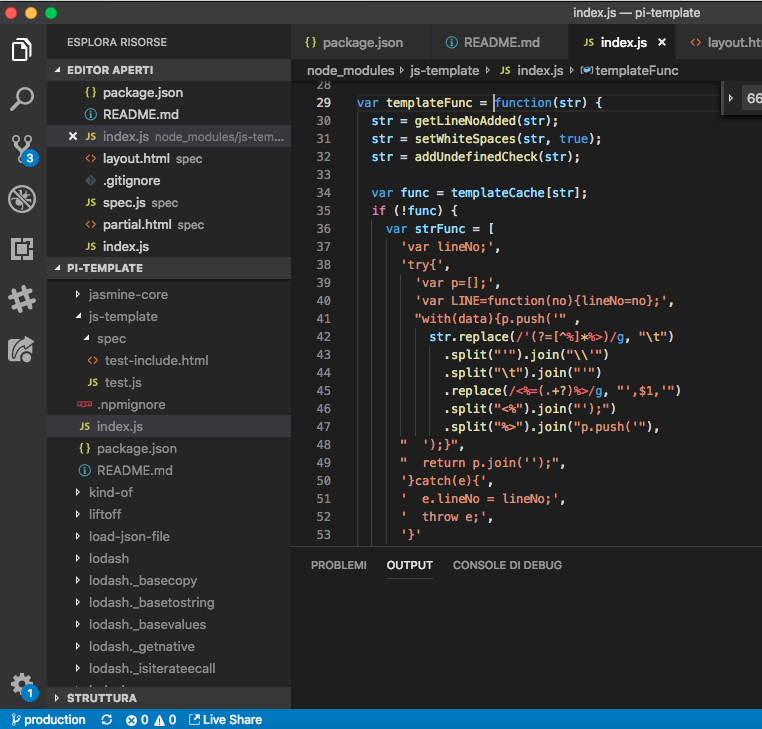 index.js — pi-template
ESPLORA RISORSE
EDITOR APERTI
{} package.json
README.md
JS index.js node_modules/js-tem...
<> layout.html spec
.gitignore
JS spec.js spec
<> partial.html spec
JS index.js
PI-TEMPLATE
jasmine-core
js-template
spec
<> test-include.html
JS test.js
npm .npmignore
JS index.js
{} package.json
README.md
kind-of
liftoff
load-json-file
lodash
lodash._basecopy
lodash._basetostring
lodash._basevalues
lodash._getnative
lodash._isiterateecall
STRUTTURA
3
1
{} package.json
README.md
JS index.js ×
<> layout.ht
node_modules › js-template › JS index.js › templateFunc
66
28
29 var templateFunc = function(str) {
30 str = getLineNoAdded(str);
31 str = setWhiteSpaces(str, true);
32 str = addUndefinedCheck(str);
33
34 var func = templateCache[str];
35 if (!func) {
36 var strFunc = [
37 'var lineNo;',
38 'try{',
39 'var p=[];',
40 'var LINE=function(no){lineNo=no};',
41 "with(data){p.push('" ,
42 str.replace(/'(?=[^%]*%>)/g, "\t")
43 .split("'").join("\\'")
44 .split("\t").join("'")
45 .replace(/<%=(.+?)%>/g, "',$1,'")
46 .split("<%").join("');")
47 .split("%>").join("p.push('"),
48 "  ');}",
49 "  return p.join('');",
50 '}catch(e){',
51 '  e.lineNo = lineNo;',
52 '  throw e;',
53 '}'
PROBLEMI
OUTPUT
CONSOLE DI DEBUG
production
0
0
Live Share